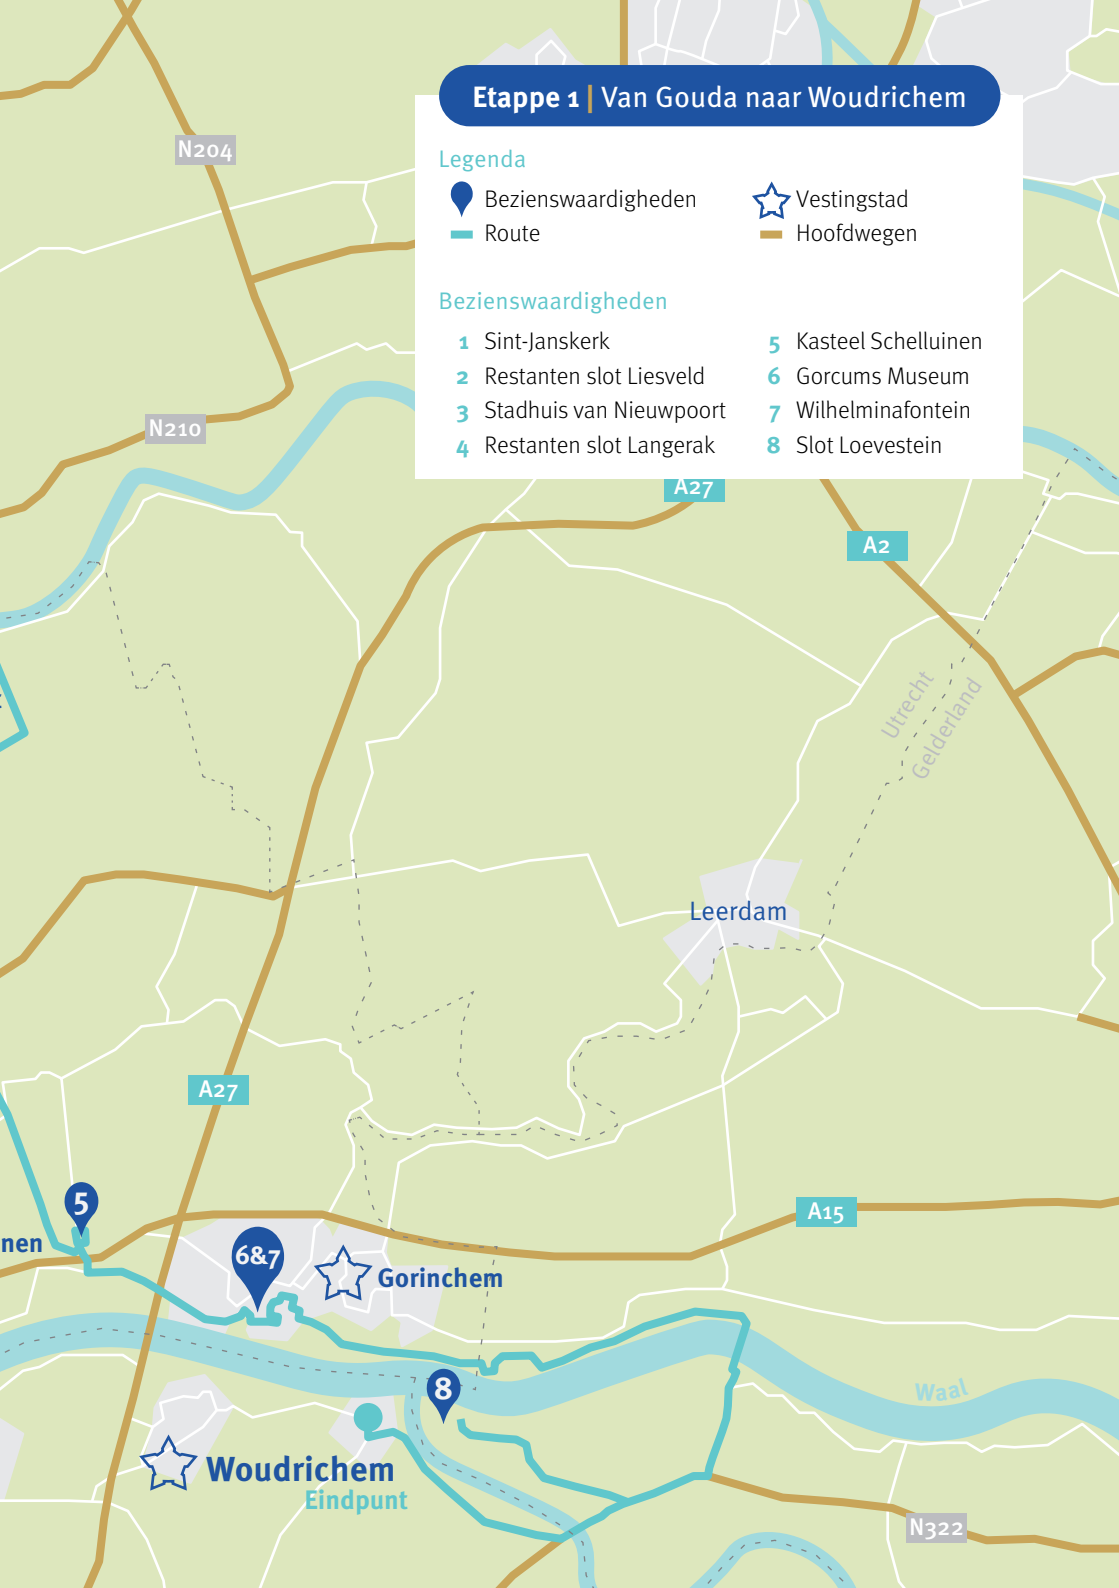 Etappe 1 | Van Gouda naar Woudrichem
Legenda
Bezienswaardigheden
Route
Vestingstad
Hoofdwegen
Bezienswaardigheden
1 Sint-Janskerk
2 Restanten slot Liesveld
3 Stadhuis van Nieuwpoort
4 Restanten slot Langerak
5 Kasteel Schelluinen
6 Gorcums Museum
7 Wilhelminafontein
8 Slot Loevestein
N204
N210
A27
A2
Utrecht
Gelderland
Leerdam
A27
5
A15
nen
6&7
Gorinchem
8
Waal
Woudrichem
Eindpunt
N322